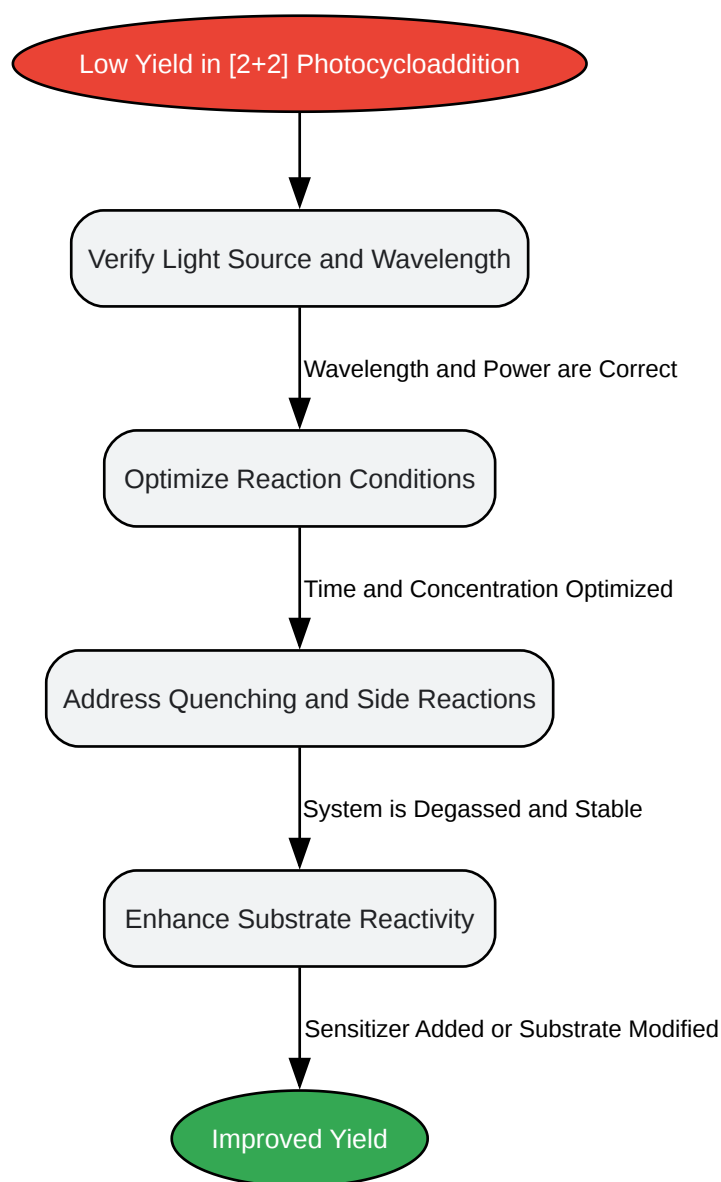 Low Yield in [2+2] Photocycloaddition
Verify Light Source and Wavelength
Wavelength and Power are Correct
Optimize Reaction Conditions
Time and Concentration Optimized
Address Quenching and Side Reactions
System is Degassed and Stable
Enhance Substrate Reactivity
Sensitizer Added or Substrate Modified
Improved Yield